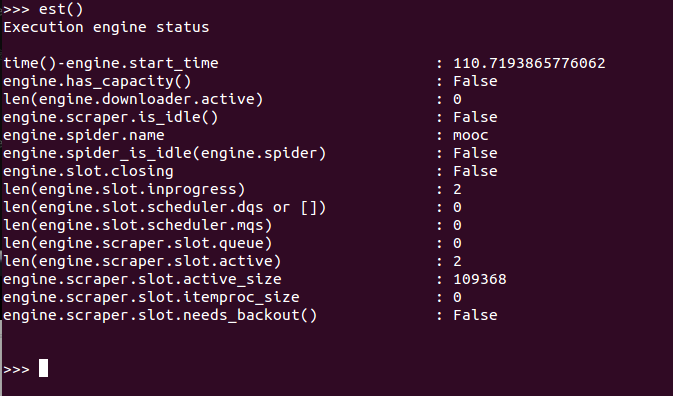 >>> est()
Execution engine status
time()-engine.start_time : 110.7193865776062
engine.has_capacity() : False
len(engine.downloader.active) : 0
engine.scraper.is_idle() : False
engine.spider.name : mooc
engine.spider_is_idle(engine.spider) : False
engine.slot.closing : False
len(engine.slot.inprogress) : 2
len(engine.slot.scheduler.dqs or []) : 0
len(engine.slot.scheduler.mqs) : 0
len(engine.scraper.slot.queue) : 0
len(engine.scraper.slot.active) : 2
engine.scraper.slot.active_size : 109368
engine.scraper.slot.itemproc_size : 0
engine.scraper.slot.needs_backout() : False
>>>